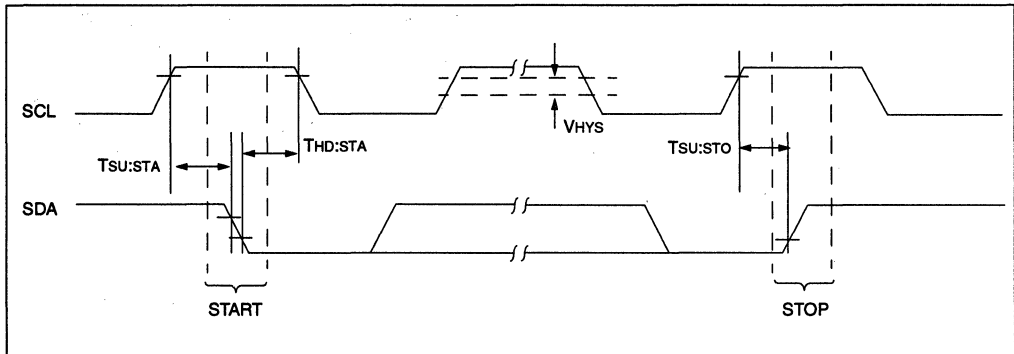 SCL
VHYS
TSU:STA
THD:STA
TSU:STO
SDA
START
STOP